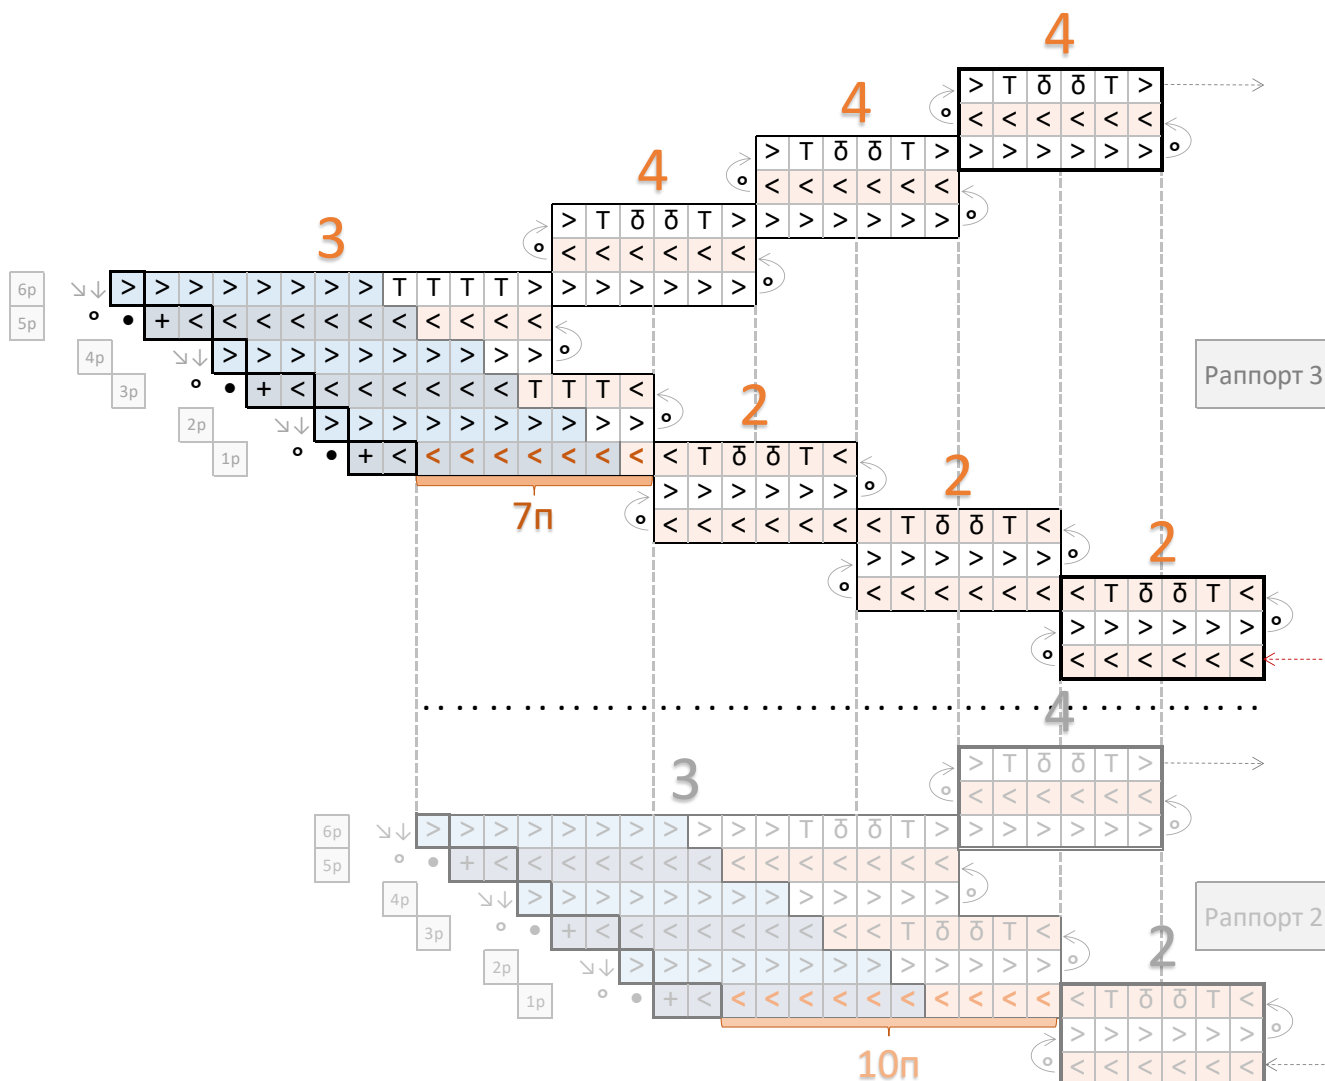 4
> T δ̄ δ̄ T >
4
o < < < < < <
> T δ̄ δ̄ T > > > > > > > o
4
o < < < < < <
> T δ̄ δ̄ T > > > > > > > o
3
o < < < < < <
6р ↘↓ > > > > > > > > T T T T > > > > > > > o
5р o • + < < < < < < < < < < <
4р ↘↓ > > > > > > > > > > o
Раппорт 3
3р o • + < < < < < < < T T T < o
2
2р ↘↓ > > > > > > > > > > o
1р o • + < < < < < < < < < T δ̄ δ̄ T < o
2
7п
o > > > > > > o
< < < < < < < T δ̄ δ̄ T < o
2
o > > > > > > o
< < < < < < < T δ̄ δ̄ T < o
o > > > > > > o
< < < < < <
4
> T δ̄ δ̄ T >
3
o < < < < < <
6р ↘↓ > > > > > > > > > > > T δ̄ δ̄ T > > > > > > > o
5р o • + < < < < < < < < < < < < < <
4р ↘↓ > > > > > > > > > > > > > o
Раппорт 2
3р o • + < < < < < < < < < T δ̄ δ̄ T < o
2
2р ↘↓ > > > > > > > > > > > > > o
1р o • + < < < < < < < < < < < < T δ̄ δ̄ T < o
10п
o > > > > > > o
< < < < < <